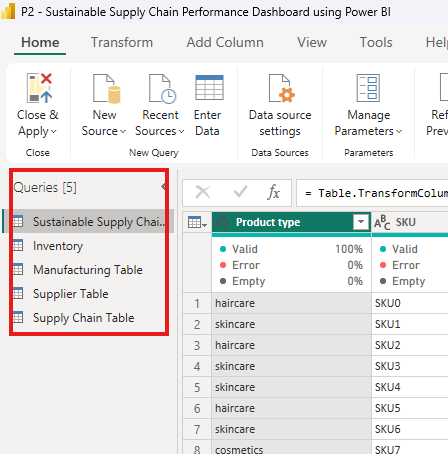 P2 - Sustainable Supply Chain Performance Dashboard using Power BI
Home Transform Add Column View Tools Hel
Close & Apply
New Source
Recent Sources
Enter Data
Data source settings
Manage Parameters
Close
New Query
Data Sources
Parameters
Queries [5]
Sustainable Supply Chai...
Inventory
Manufacturing Table
Supplier Table
Supply Chain Table
fx
= Table.TransformColum
Product type
ABC SKU
Valid 100% Valid
Error 0% Error
Empty 0% Empty
1 haircare SKU0
2 skincare SKU1
3 haircare SKU2
4 skincare SKU3
5 skincare SKU4
6 haircare SKU5
7 skincare SKU6
8 cosmetics SKU7